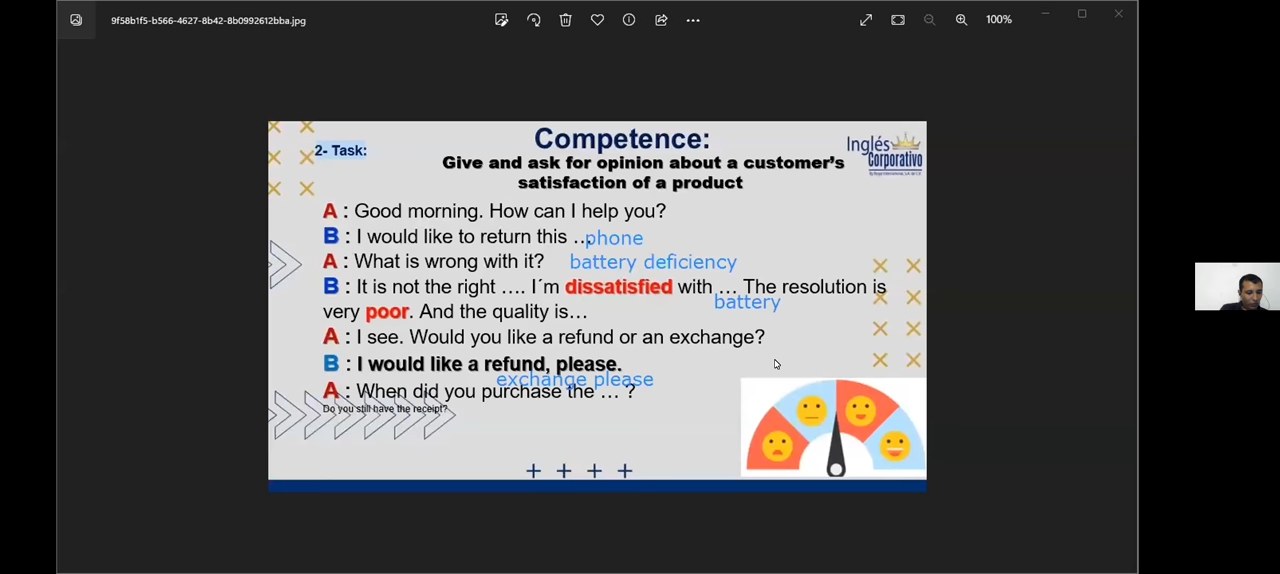 9f58b1f5-b566-4627-8b42-8b0992612bba.jpg
100%
2- Task:
Competence:
Give and ask for opinion about a customer's
satisfaction of a product
Inglés
Corporativo
A : Good morning. How can I help you?
B : I would like to return this … phone
A : What is wrong with it? battery deficiency
B : It is not the right …. I´m dissatisfied with … The resolution is
battery
very poor. And the quality is…
A : I see. Would you like a refund or an exchange?
B : I would like a refund, please.
exchange please
A : When did you purchase the … ?
Do you still have the receipt?